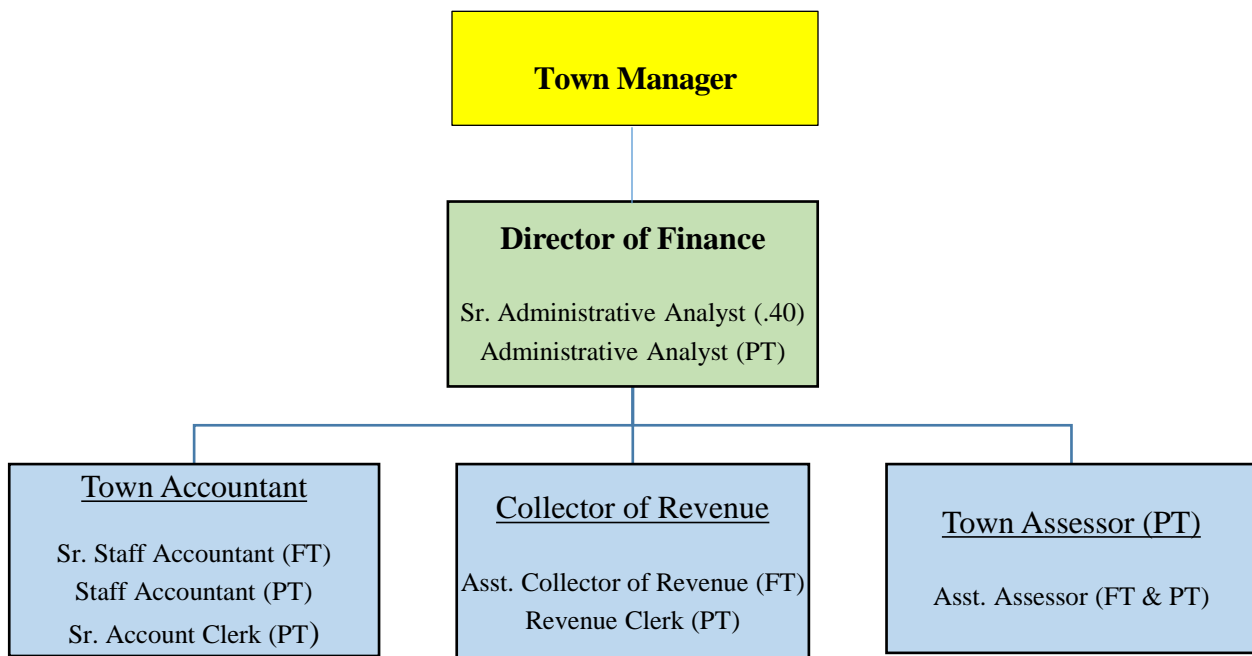 Town Manager
Director of Finance
Sr. Administrative Analyst (.40)
Administrative Analyst (PT)
Town Accountant
Sr. Staff Accountant (FT)
Staff Accountant (PT)
Sr. Account Clerk (PT)
Collector of Revenue
Asst. Collector of Revenue (FT)
Revenue Clerk (PT)
Town Assessor (PT)
Asst. Assessor (FT & PT)